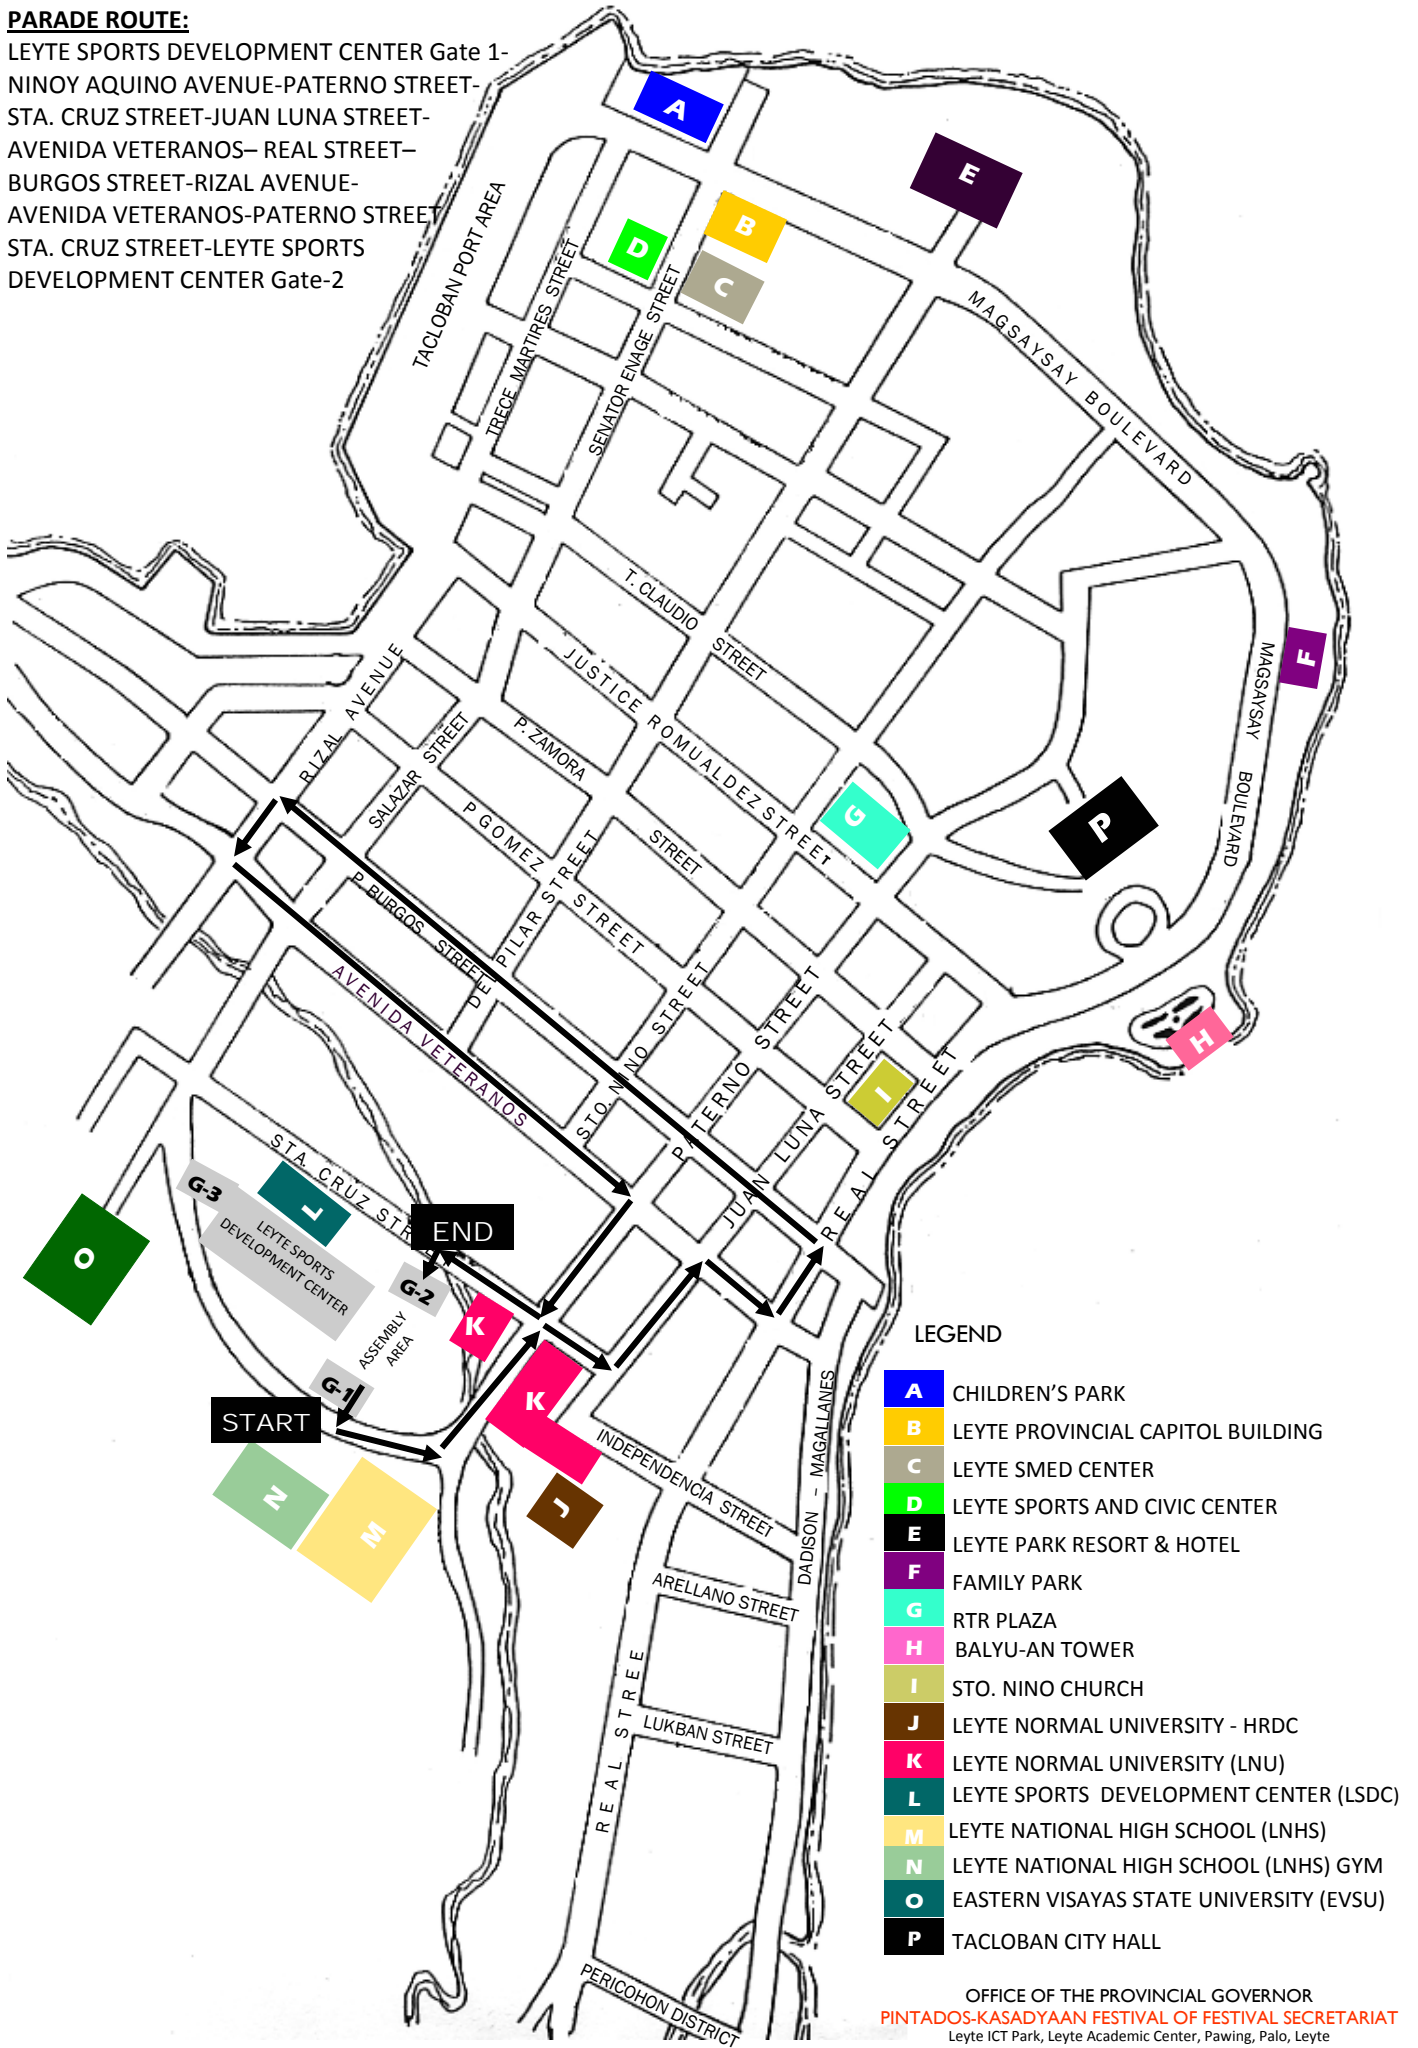 PARADE ROUTE:
LEYTE SPORTS DEVELOPMENT CENTER Gate 1-
NINOY AQUINO AVENUE-PATERNO STREET-
STA. CRUZ STREET-JUAN LUNA STREET-
AVENIDA VETERANOS– REAL STREET–
BURGOS STREET-RIZAL AVENUE-
AVENIDA VETERANOS-PATERNO STREET
STA. CRUZ STREET-LEYTE SPORTS
DEVELOPMENT CENTER Gate-2
A
E
B
D
C
TACLOBAN PORT AREA
TRECE MARTIRES STREET
SENATOR ENAGE STREET
MAGSAYSAY BOULEVARD
T. CLAUDIO STREET
F
MAGSAYSAY BOULEVARD
JUSTICE ROMUALDEZ STREET
RIZAL AVENUE
SALAZAR STREET
P. ZAMORA STREET
P GOMEZ STREET
G
P
P. BURGOS STREET
DEL PILAR STREET
AVENIDA VETERANOS
STO. NINO STREET
PATERNO STREET
JUAN LUNA STREET
REAL STREET
H
I
STA. CRUZ STREE
G-3
L
LEYTE SPORTS
DEVELOPMENT CENTER
END
O
G-2
K
ASSEMBLY
AREA
G-1
START
K
N
M
J
INDEPENDENCIA STREET
DADISON - MAGALLANES
ARELLANO STREET
REAL STREE
LUKBAN STREET
PERICOHON DISTRICT
LEGEND
A CHILDREN'S PARK
B LEYTE PROVINCIAL CAPITOL BUILDING
C LEYTE SMED CENTER
D LEYTE SPORTS AND CIVIC CENTER
E LEYTE PARK RESORT & HOTEL
F FAMILY PARK
G RTR PLAZA
H BALYU-AN TOWER
I STO. NINO CHURCH
J LEYTE NORMAL UNIVERSITY - HRDC
K LEYTE NORMAL UNIVERSITY (LNU)
L LEYTE SPORTS DEVELOPMENT CENTER (LSDC)
M LEYTE NATIONAL HIGH SCHOOL (LNHS)
N LEYTE NATIONAL HIGH SCHOOL (LNHS) GYM
O EASTERN VISAYAS STATE UNIVERSITY (EVSU)
P TACLOBAN CITY HALL
OFFICE OF THE PROVINCIAL GOVERNOR
PINTADOS-KASADYAAN FESTIVAL OF FESTIVAL SECRETARIAT
Leyte ICT Park, Leyte Academic Center, Pawing, Palo, Leyte